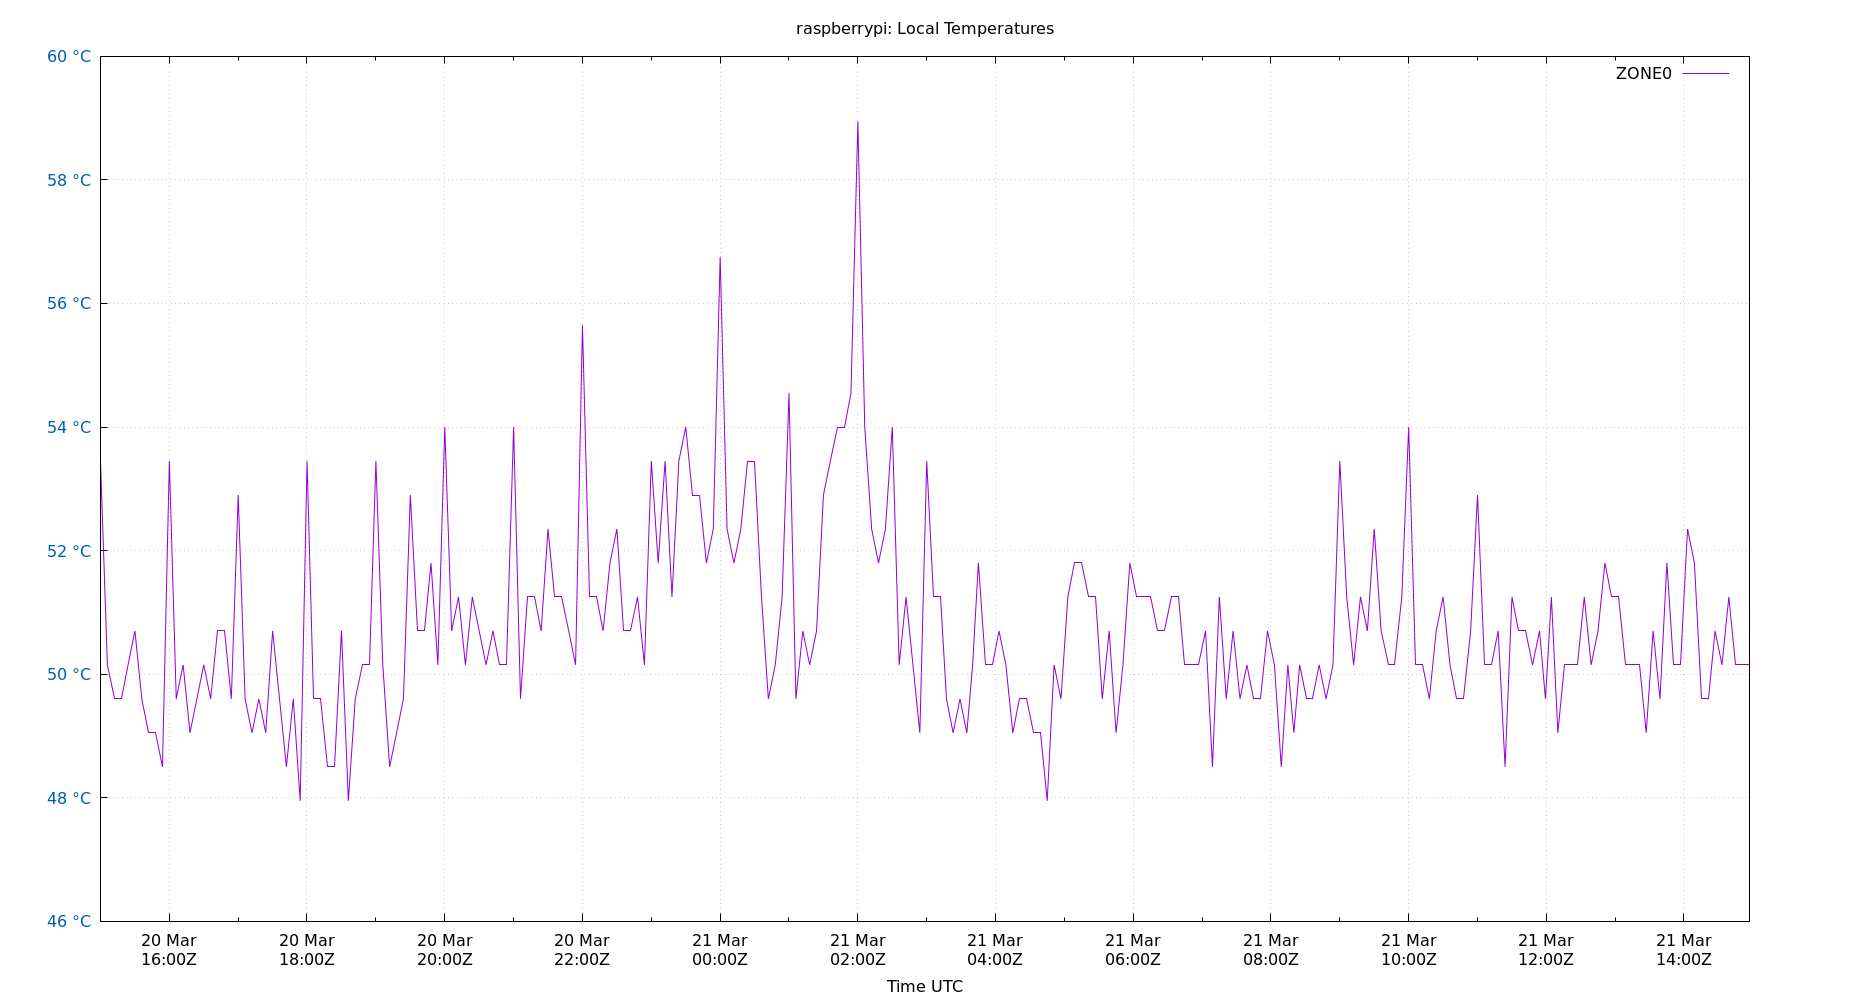 raspberrypi: Local Temperatures
60 °C
58 °C
56 °C
54 °C
52 °C
50 °C
48 °C
46 °C
ZONE0
20 Mar
16:00Z
20 Mar
18:00Z
20 Mar
20:00Z
20 Mar
22:00Z
21 Mar
00:00Z
21 Mar
02:00Z
21 Mar
04:00Z
21 Mar
06:00Z
21 Mar
08:00Z
21 Mar
10:00Z
21 Mar
12:00Z
21 Mar
14:00Z
Time UTC